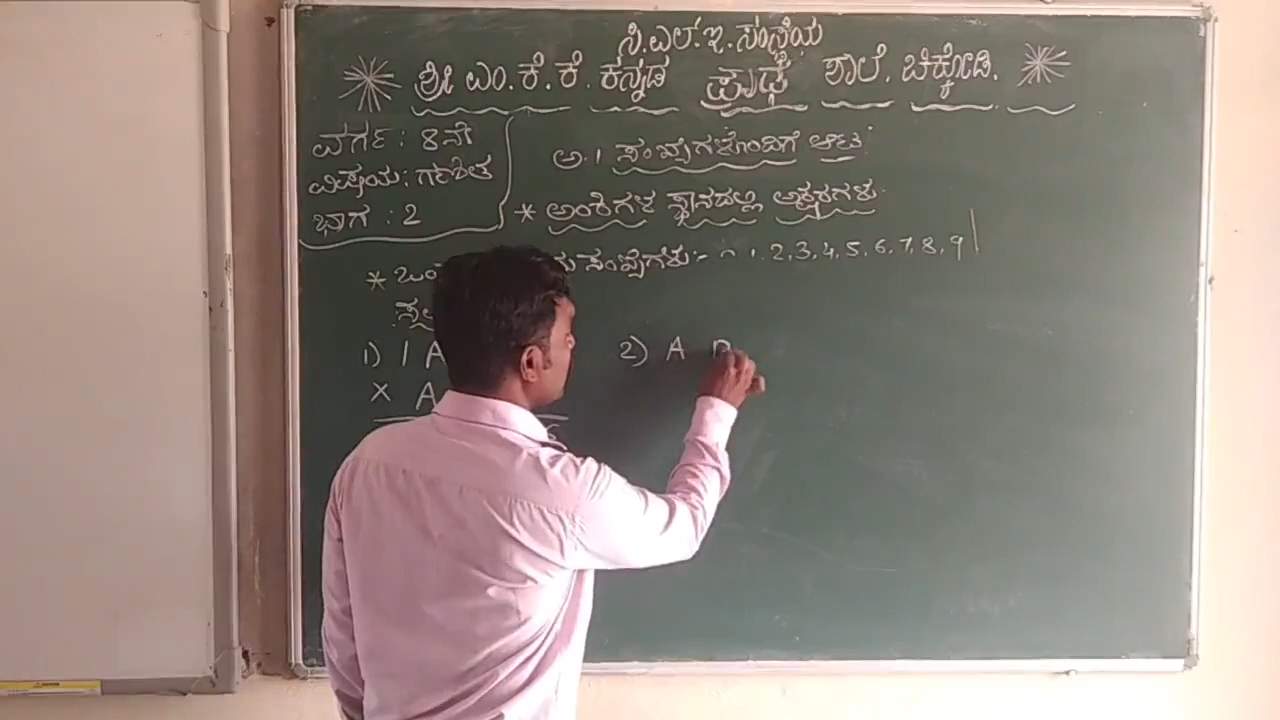 ಸಿ.ಎಲ್.ಇ. ಸಂಸ್ಥೆಯ
ಶ್ರೀ ಎಂ. ಕೆ. ಕೆ. ಕನ್ನಡ ಪ್ರಾಢ ಶಾಲೆ. ಚಿಕ್ಕೋಡಿ.
ವರ್ಗ : 8ನೇ
ವಿಷಯ : ಗಣಿತ
ಭಾಗ : 2
ಅ. 1 ಸಂಖ್ಯೆಗಳೊಂದಿಗೆ ಆಟ
* ಅಂಕೆಗಳ ಸ್ಥಾನದಲ್ಲಿ ಅಕ್ಷರಗಳು
* ಸಂಖ್ಯೆಗಳು :- 2, 3, 4, 5, 6, 7, 8, 9
1) 1 A
× A
2) A